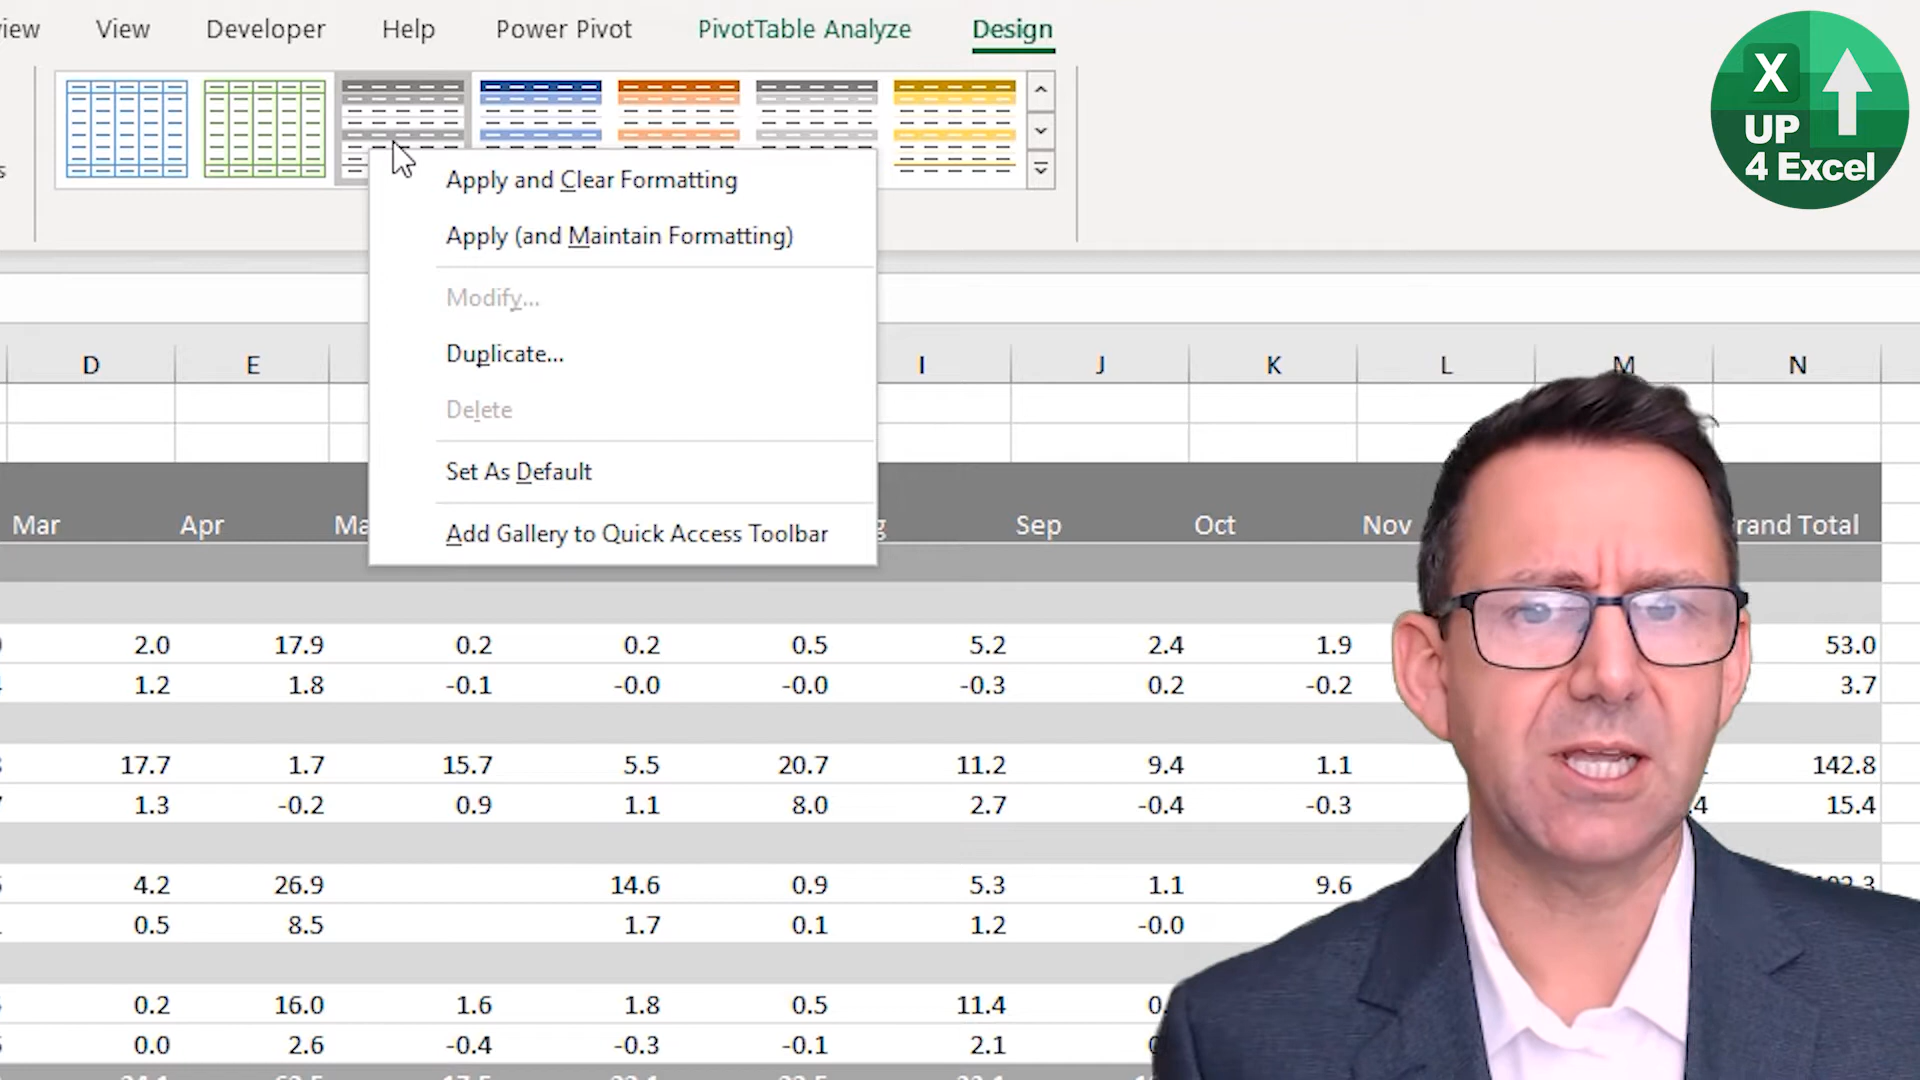 iew View Developer Help Power Pivot PivotTable Analyze Design
X
UP
4 Excel
s
Apply and Clear Formatting
Apply (and Maintain Formatting)
Modify...
Duplicate...
Delete
Set As Default
Add Gallery to Quick Access Toolbar
D E I J K L M N
Mar Apr Ma g Sep Oct Nov rand Total
2.0 17.9 0.2 0.2 0.5 5.2 2.4 1.9 53.0
1.2 1.8 -0.1 -0.0 -0.0 -0.3 0.2 -0.2 3.7
17.7 1.7 15.7 5.5 20.7 11.2 9.4 1.1 142.8
1.3 -0.2 0.9 1.1 8.0 2.7 -0.4 -0.3 .4 15.4
4.2 26.9 14.6 0.9 5.3 1.1 9.6
0.5 8.5 1.7 0.1 1.2 -0.0
0.2 16.0 1.6 1.8 0.5 11.4 0.
0.0 2.6 -0.4 -0.3 -0.1 2.1